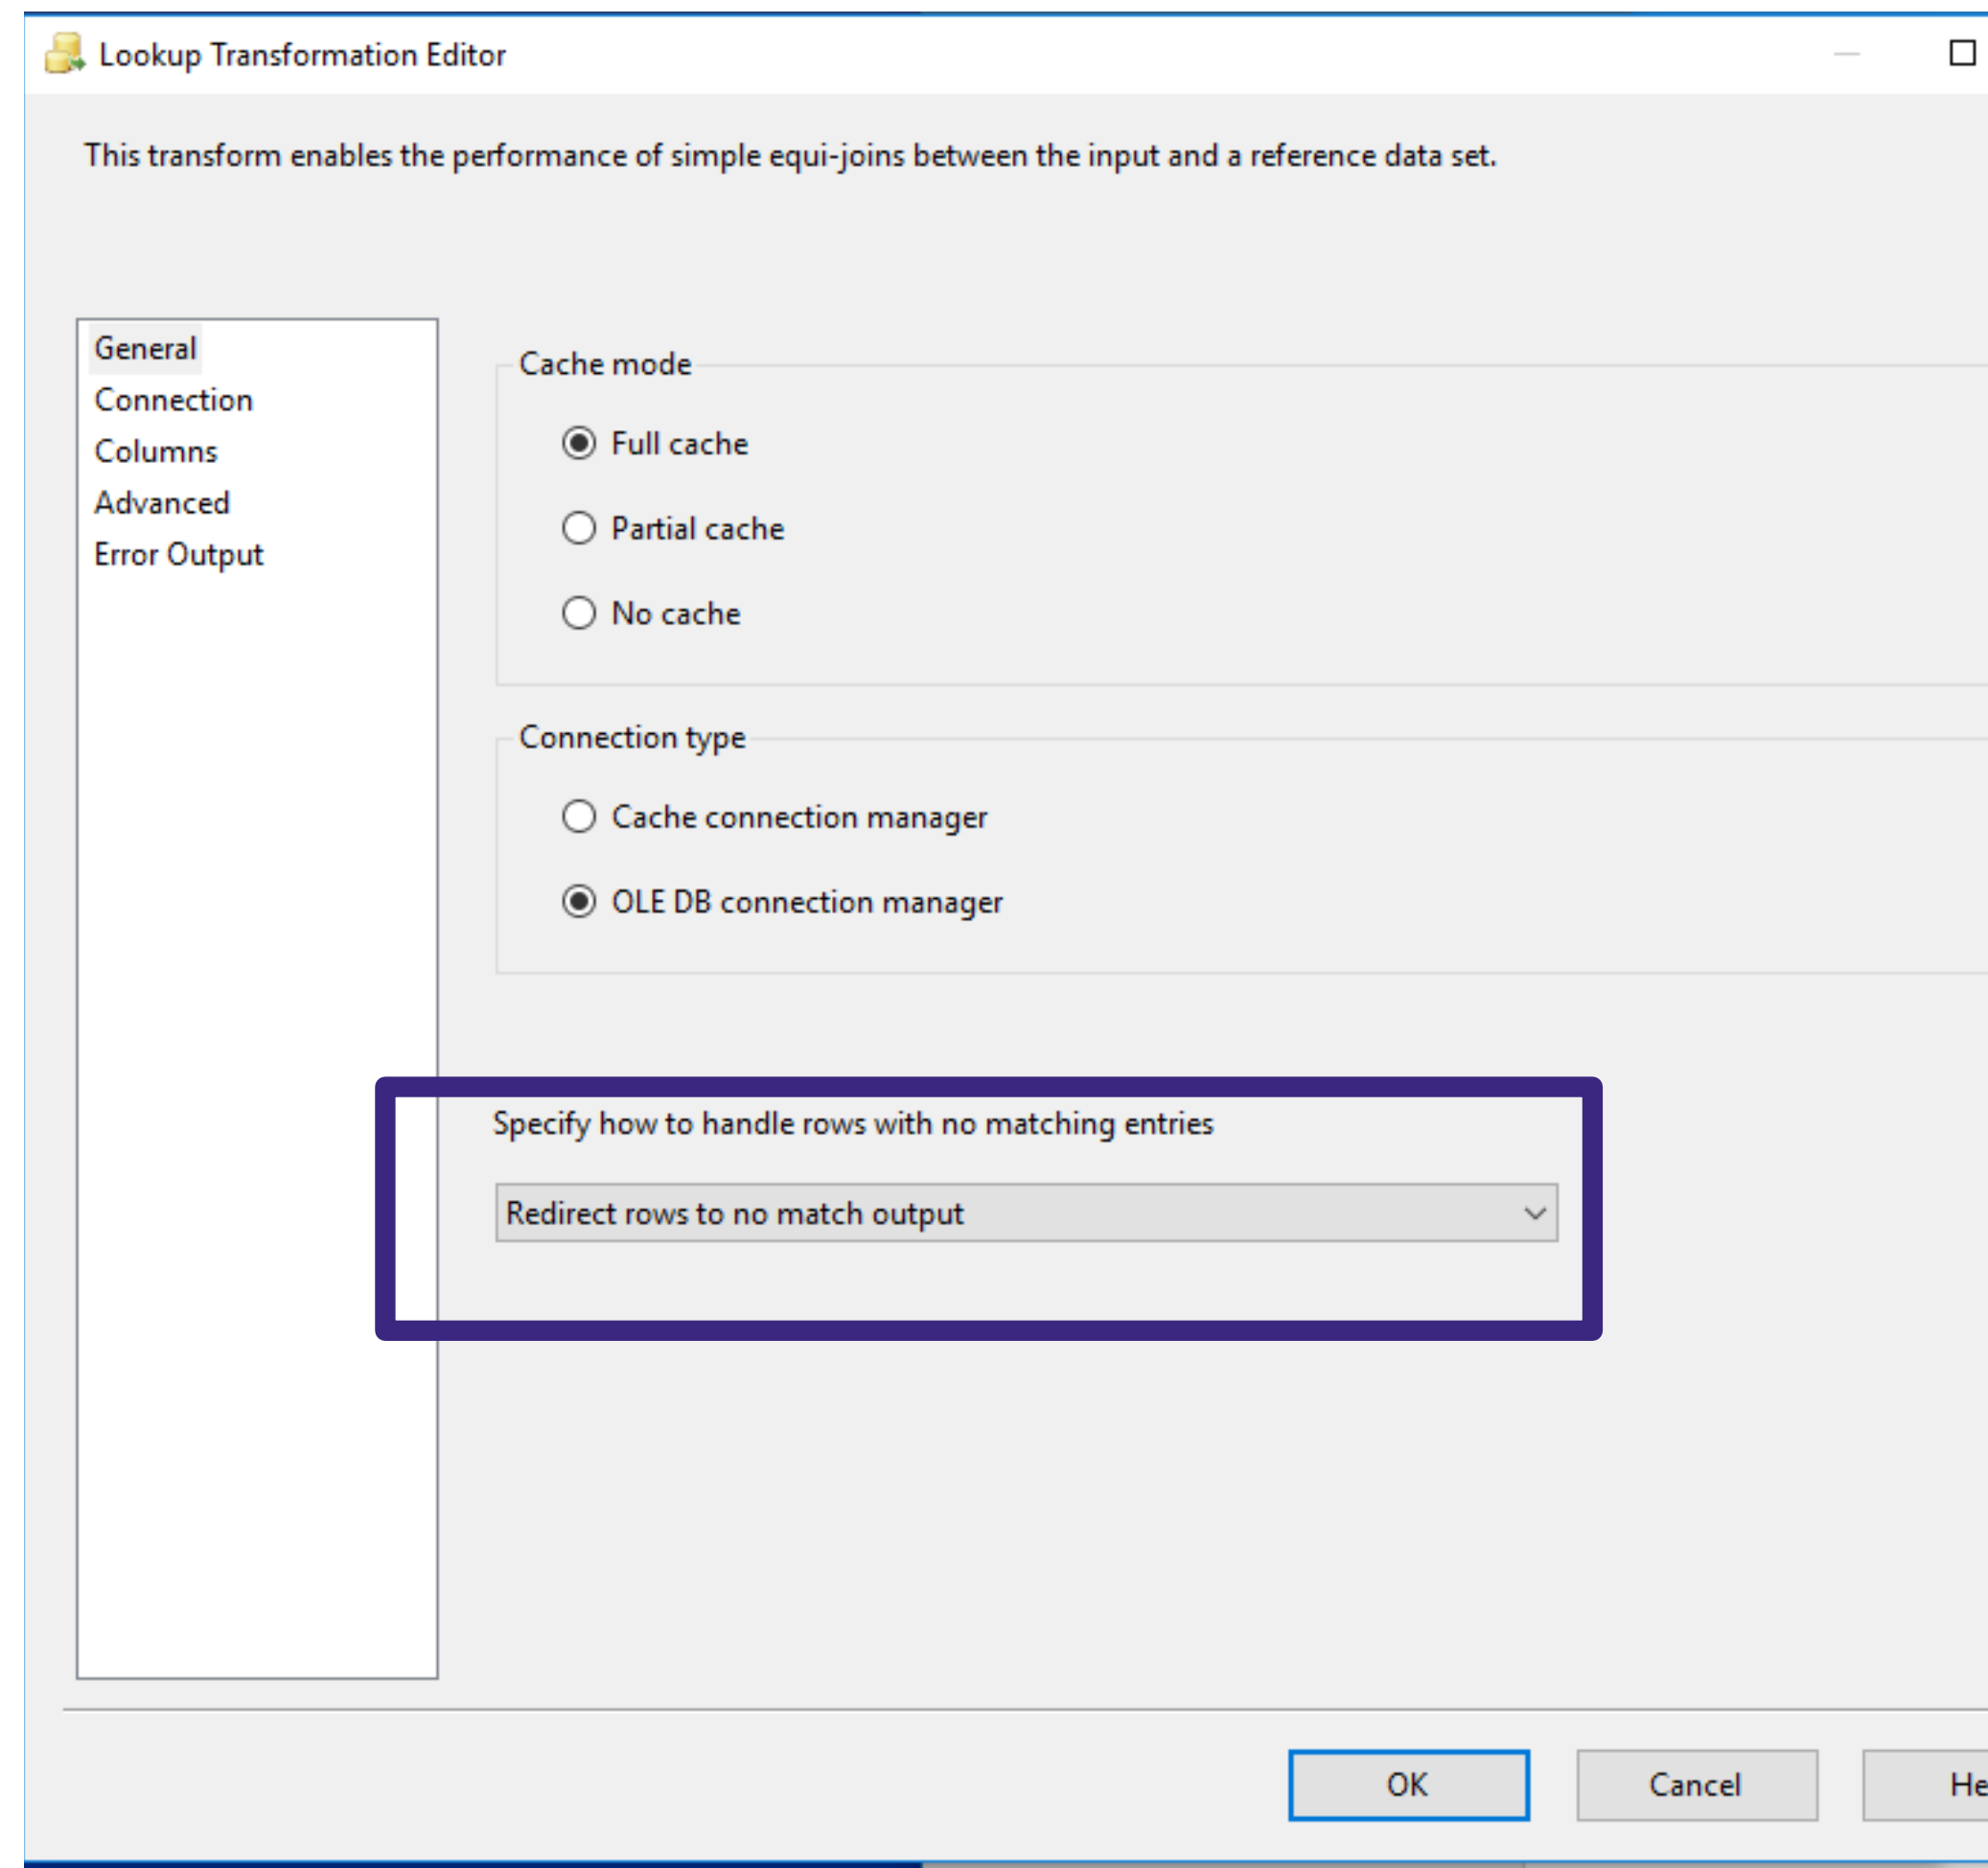 Lookup Transformation Editor
This transform enables the performance of simple equi-joins between the input and a reference data set.
General
Connection
Columns
Advanced
Error Output
Cache mode
Full cache
Partial cache
No cache
Connection type
Cache connection manager
OLE DB connection manager
Specify how to handle rows with no matching entries
Redirect rows to no match output
OK
Cancel
He